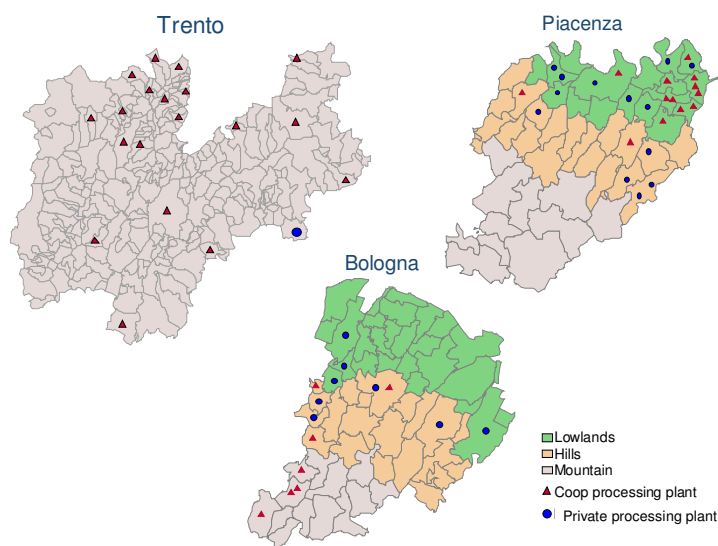 Trento
Piacenza
Bologna
Lowlands
Hills
Mountain
Coop processing plant
Private processing plant